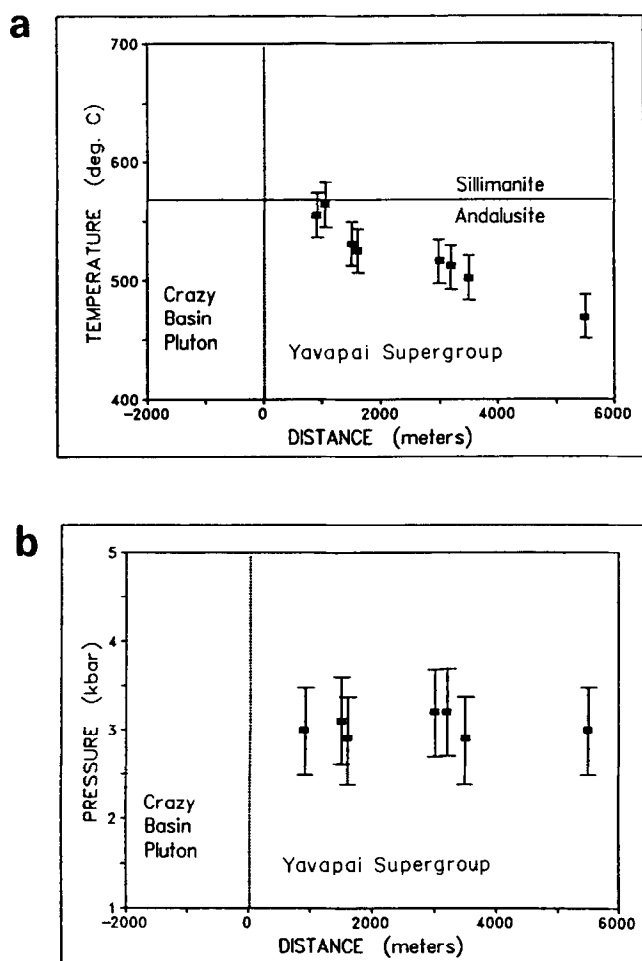 a
700
600
500
400
TEMPERATURE (deg. C)
Sillimanite
Andalusite
Crazy
Basin
Pluton
Yavapai Supergroup
-2000 0 2000 4000 6000
DISTANCE (meters)
b
5
4
3
2
1
PRESSURE (kbar)
Crazy
Basin
Pluton
Yavapai Supergroup
-2000 0 2000 4000 6000
DISTANCE (meters)